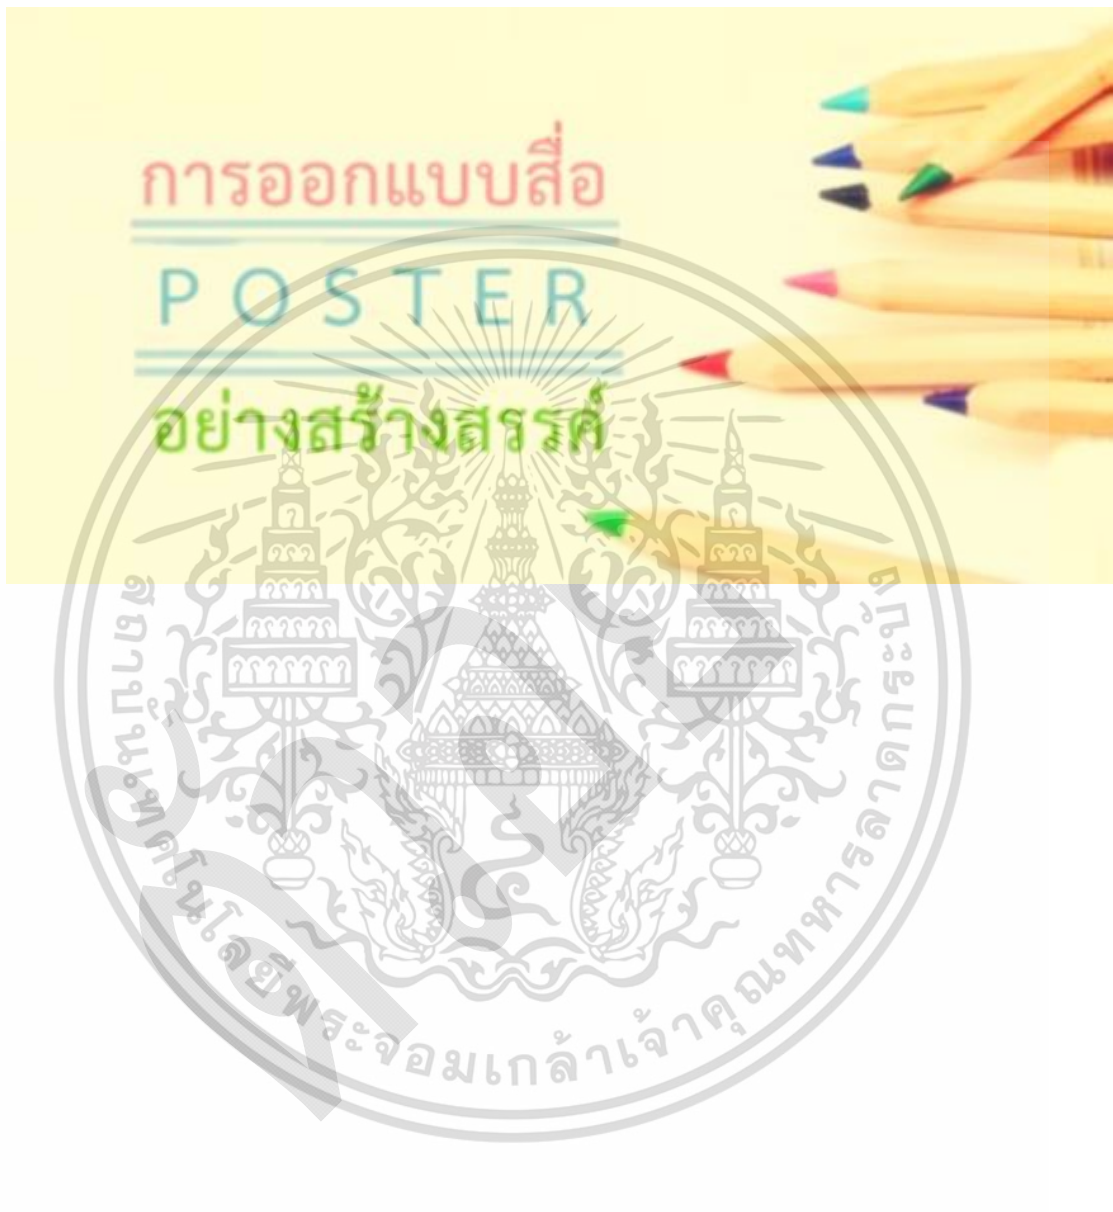 การออกแบบสื่อ
POSTER
อย่างสร้างสรรค์
สถาบันเทคโนโลยีพระจอมเกล้าเจ้าคุณทหารลาดกระบัง